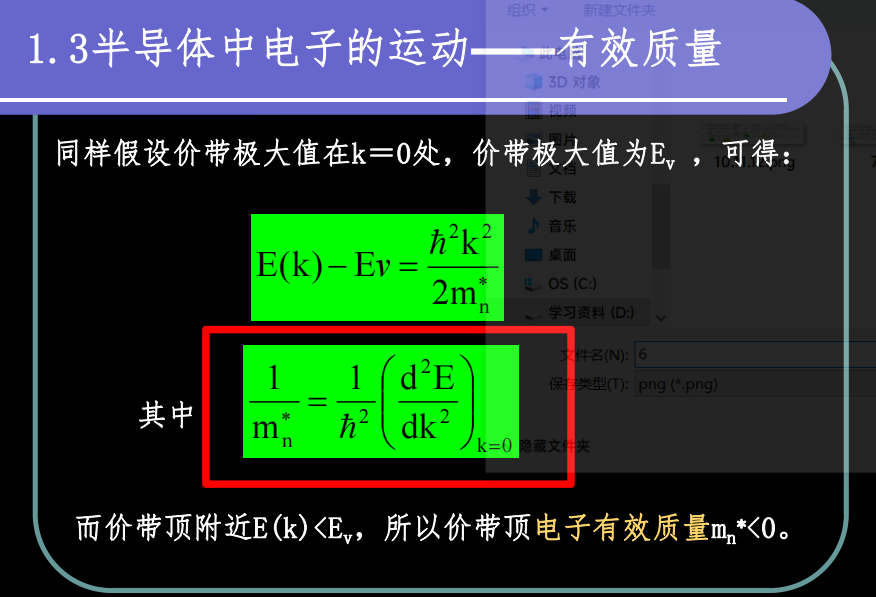 组织 新建文件夹
1.3半导体中电子的运动——有效质量
3D 对象
视频
图片
同样假设价带极大值在k=0处，价带极大值为Ev ，可得：
文档
下载
音乐
桌面
OS (C:)
学习资料 (D:)
E(k)－Ev＝ħ²k²/2m*n
文件名(N): 6
保存类型(T): png (*.png)
其中 1/m*n = 1/ħ² (d²E/dk²)k=0
隐藏文件夹
而价带顶附近E(k)<Ev，所以价带顶电子有效质量mn*<0。